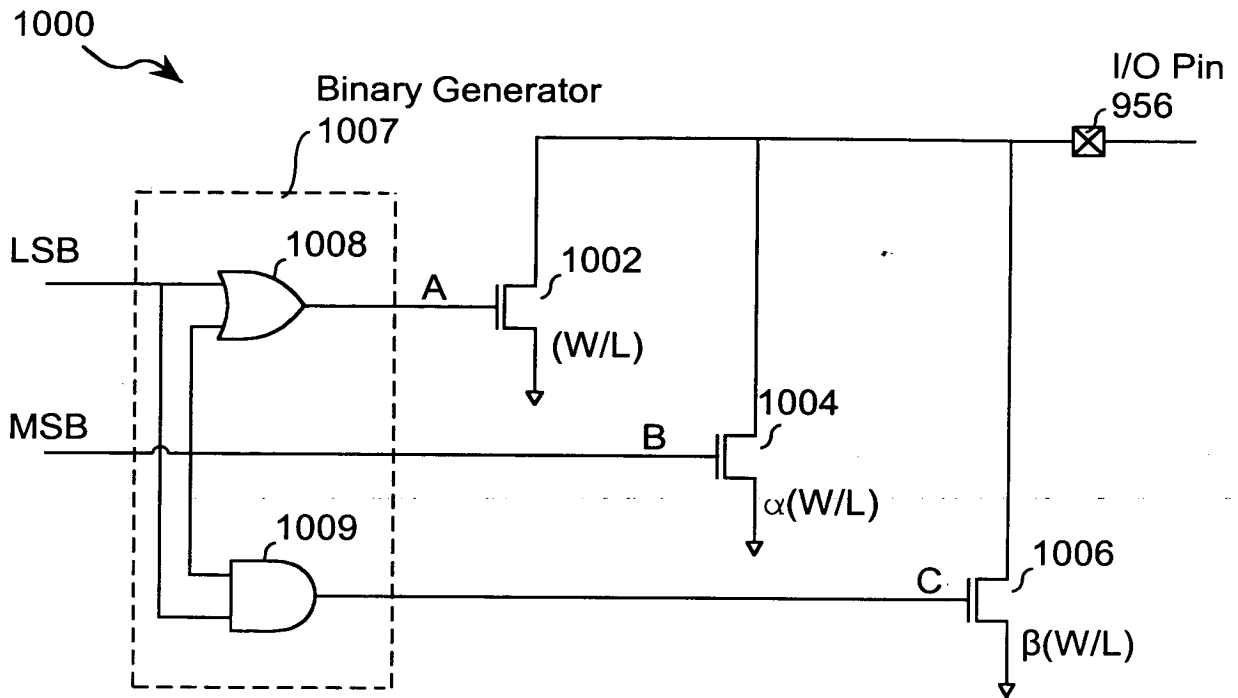 1000
I/O Pin
956
Binary Generator
1007
LSB
1008
A
1002
(W/L)
MSB
B
1004
α(W/L)
1009
C
1006
β(W/L)